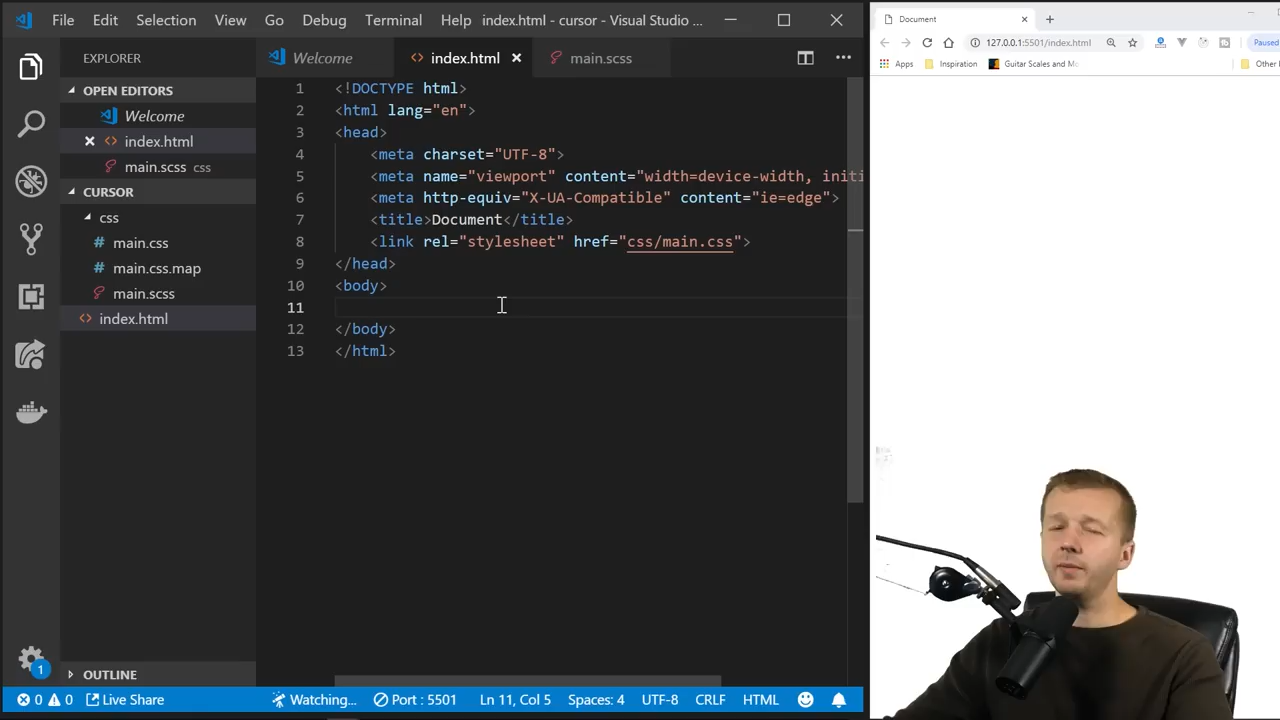 File Edit Selection View Go Debug Terminal Help index.html - cursor - Visual Studio ...
EXPLORER
OPEN EDITORS
Welcome
index.html
main.scss css
CURSOR
css
main.css
main.css.map
main.scss
index.html
OUTLINE
1
Welcome index.html main.scss
1 <!DOCTYPE html>
2 <html lang="en">
3 <head>
4 <meta charset="UTF-8">
5 <meta name="viewport" content="width=device-width, initi
6 <meta http-equiv="X-UA-Compatible" content="ie=edge">
7 <title>Document</title>
8 <link rel="stylesheet" href="css/main.css">
9 </head>
10 <body>
11
12 </body>
13 </html>
0 0 Live Share Watching... Port : 5501 Ln 11, Col 5 Spaces: 4 UTF-8 CRLF HTML
Document
127.0.0.1:5501/index.html Paused
Apps Inspiration Guitar Scales and Mo Other